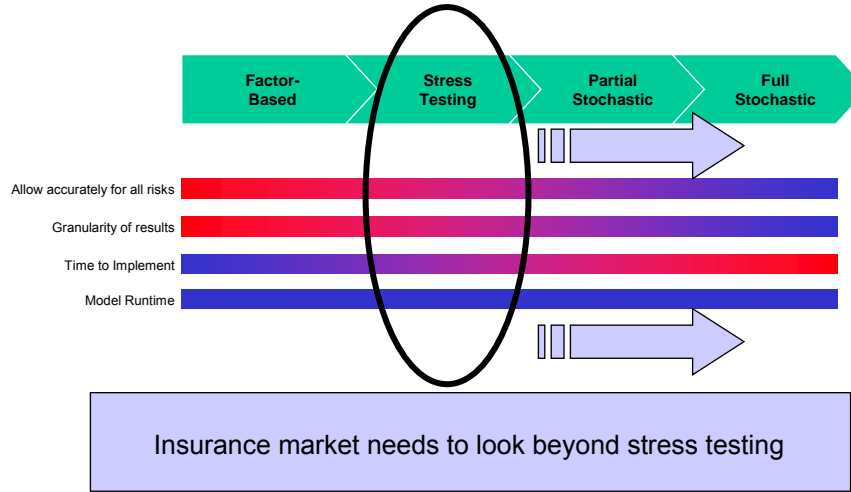 Factor-
Based
Stress
Testing
Partial
Stochastic
Full
Stochastic
Allow accurately for all risks
Granularity of results
Time to Implement
Model Runtime
Insurance market needs to look beyond stress testing